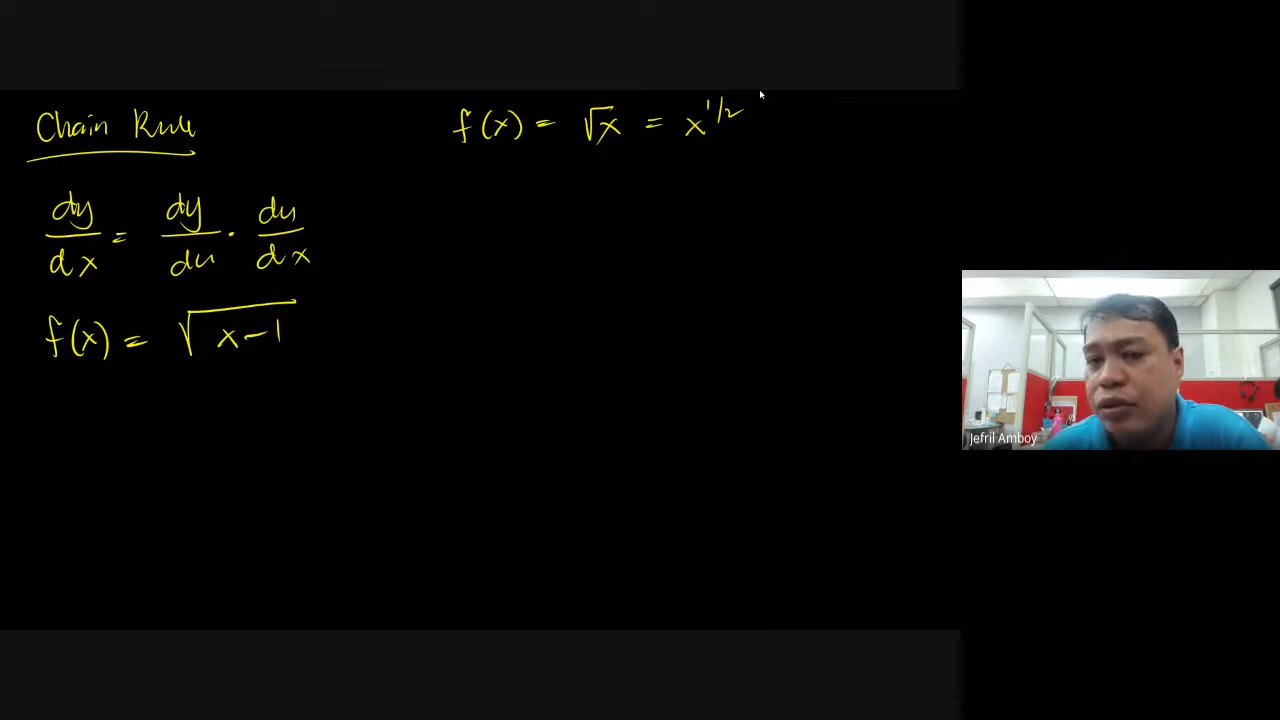 Chain Rule
dy/dx = dy/du · du/dx
f(x) = √x-1
f(x) = √x = x^1/2
Jefril Amboy